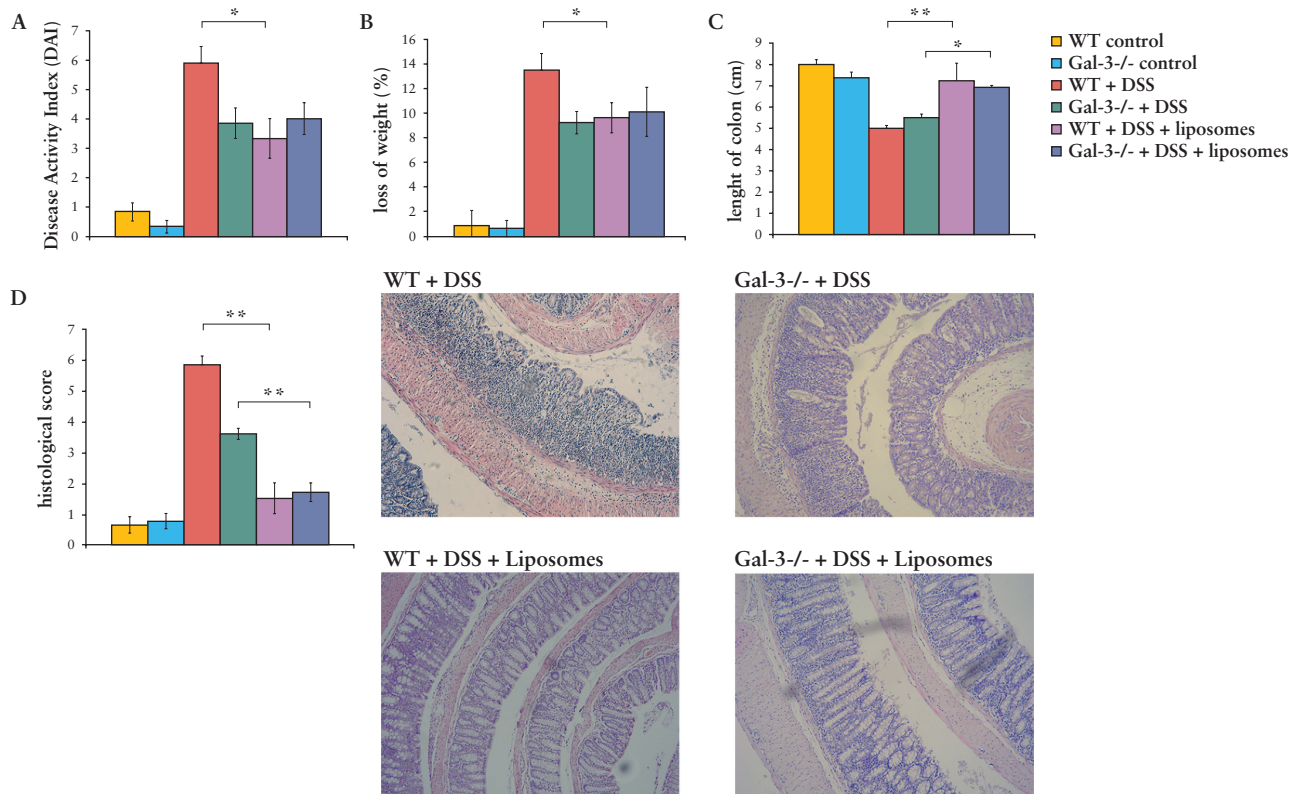 A
Disease Activity Index (DAI)
7
6
5
4
3
2
1
0
*
B
loss of weight (%)
16
14
12
10
8
6
4
2
0
*
C
lenght of colon (cm)
9
8
7
6
5
4
3
2
1
0
**
*
WT control
Gal-3-/- control
WT + DSS
Gal-3-/- + DSS
WT + DSS + liposomes
Gal-3-/- + DSS + liposomes
D
histological score
7
6
5
4
3
2
1
0
**
**
WT + DSS
Gal-3-/- + DSS
WT + DSS + Liposomes
Gal-3-/- + DSS + Liposomes